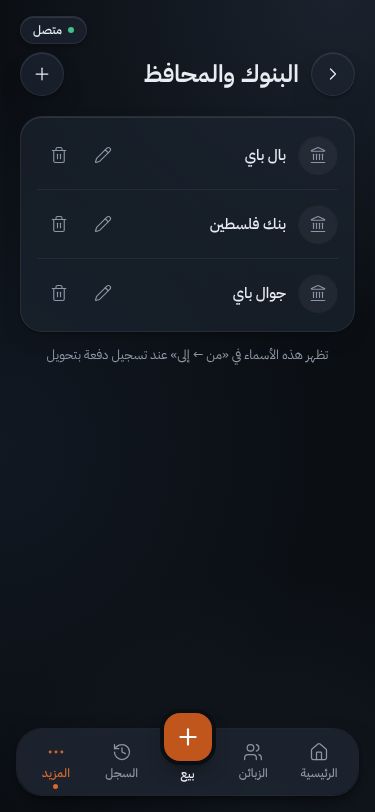 متصل
البنوك والمحافظ
بال باي
بنك فلسطين
جوال باي
تظهر هذه الأسماء في «من ← إلى» عند تسجيل دفعة بتحويل
الرئيسية
الزبائن
بيع
السجل
المزيد